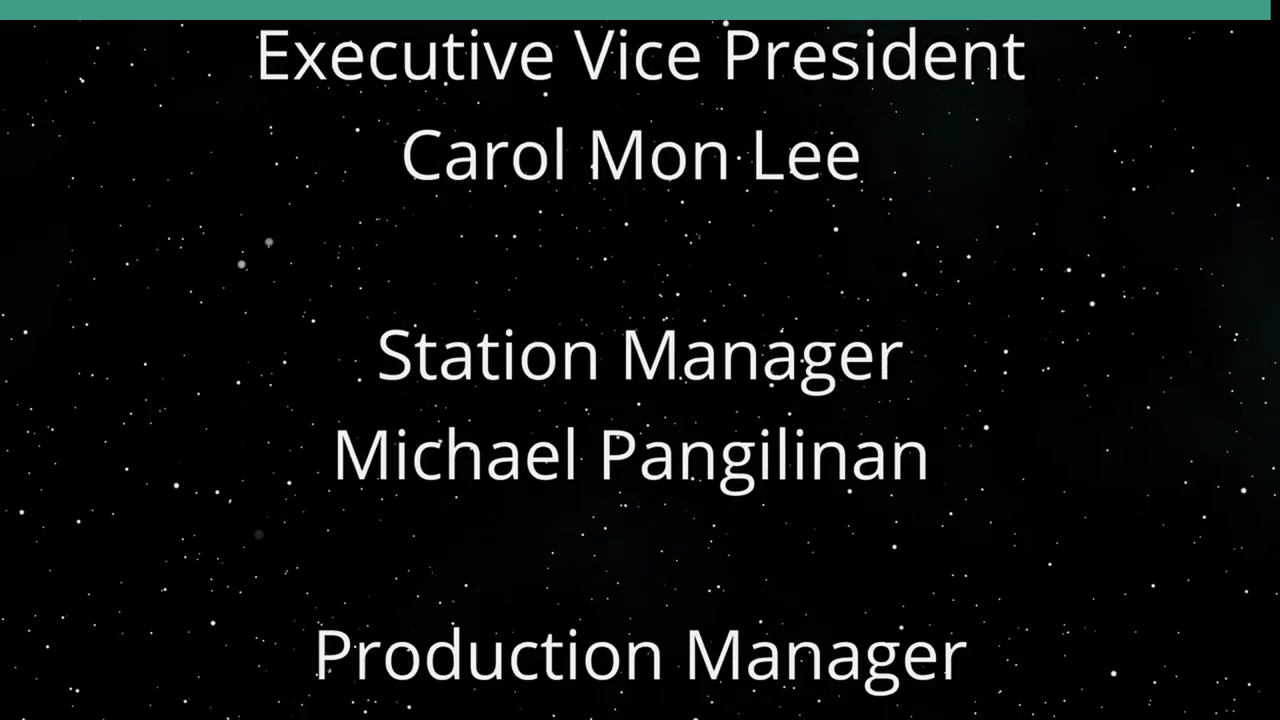 Executive Vice President
Carol Mon Lee
Station Manager
Michael Pangilinan
Production Manager